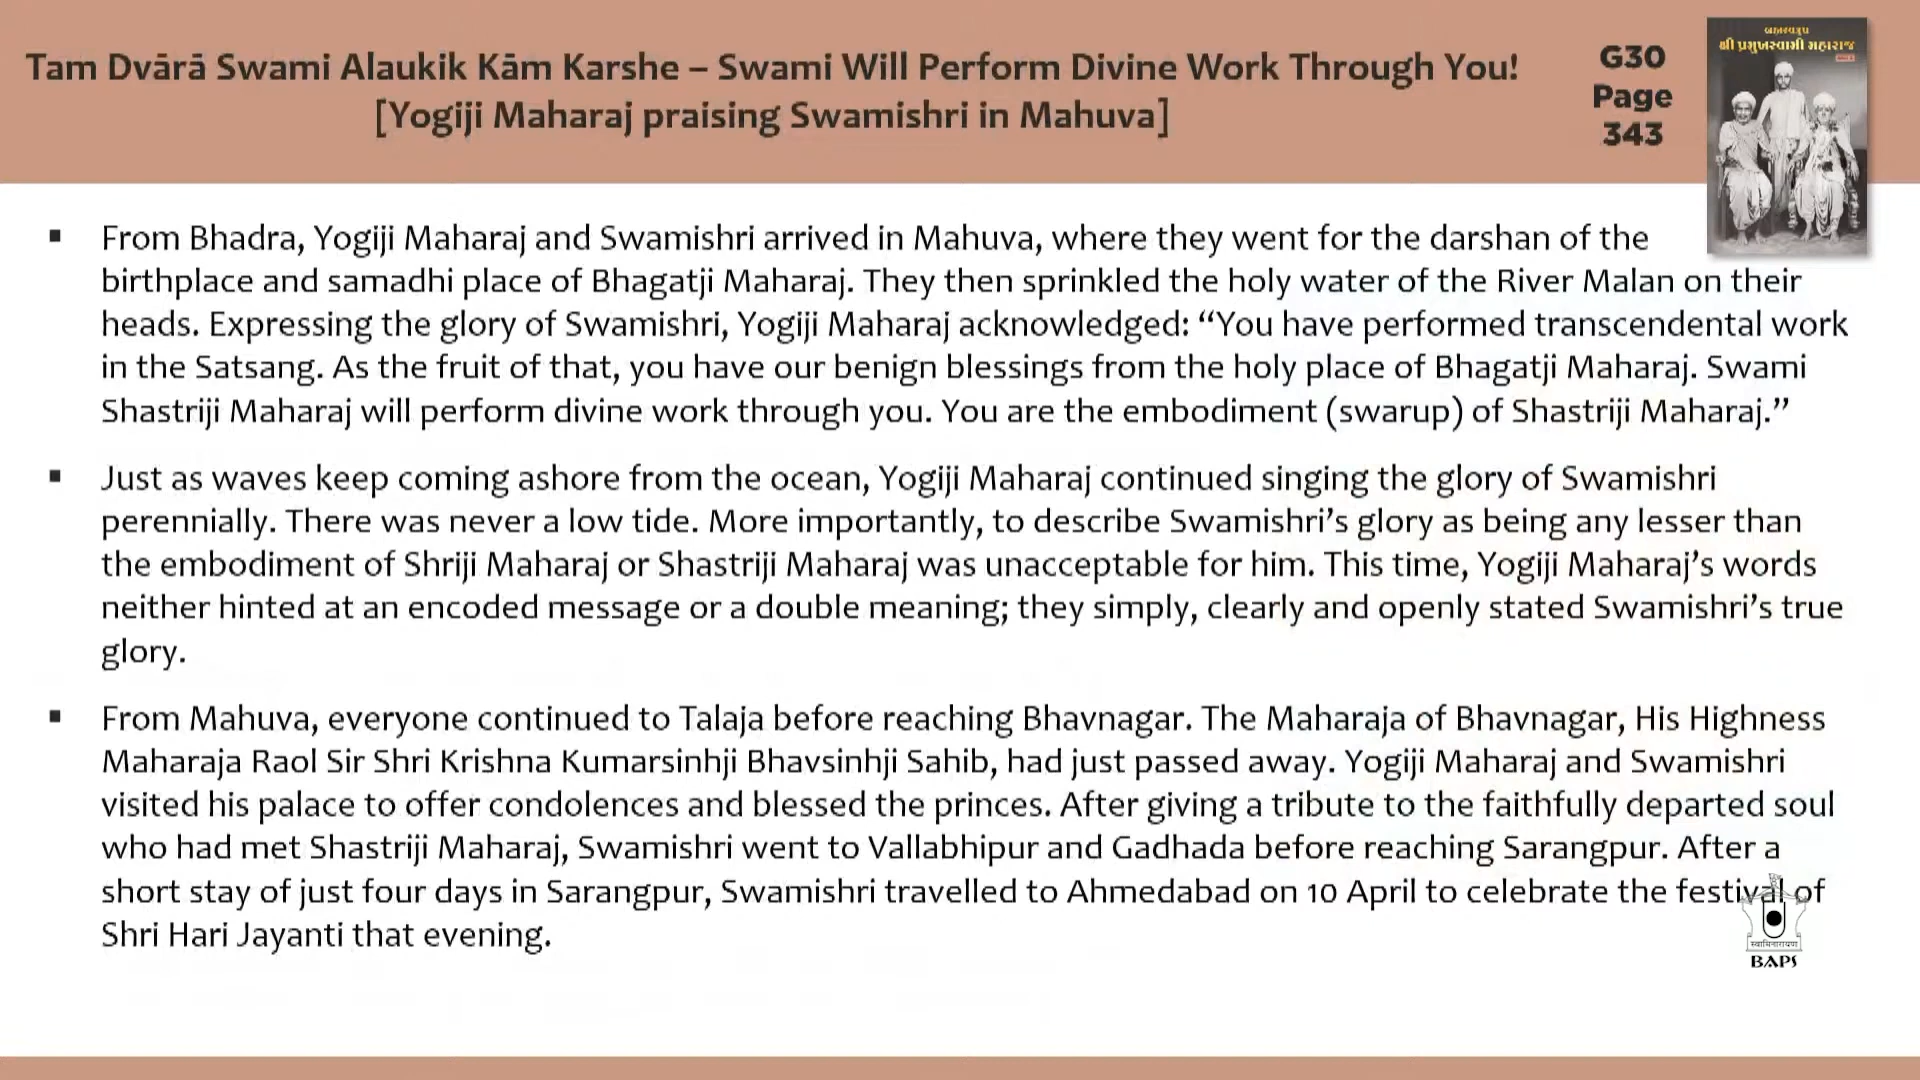 Tam Dvārā Swami Alaukik Kām Karshe – Swami Will Perform Divine Work Through You!
[Yogiji Maharaj praising Swamishri in Mahuva]
G30
Page
343
બ્રહ્મસ્વરૂપ
શ્રી પ્રમુખસ્વામી મહારાજ
▪ From Bhadra, Yogiji Maharaj and Swamishri arrived in Mahuva, where they went for the darshan of the
birthplace and samadhi place of Bhagatji Maharaj. They then sprinkled the holy water of the River Malan on their
heads. Expressing the glory of Swamishri, Yogiji Maharaj acknowledged: “You have performed transcendental work
in the Satsang. As the fruit of that, you have our benign blessings from the holy place of Bhagatji Maharaj. Swami
Shastriji Maharaj will perform divine work through you. You are the embodiment (swarup) of Shastriji Maharaj.”
▪ Just as waves keep coming ashore from the ocean, Yogiji Maharaj continued singing the glory of Swamishri
perennially. There was never a low tide. More importantly, to describe Swamishri’s glory as being any lesser than
the embodiment of Shriji Maharaj or Shastriji Maharaj was unacceptable for him. This time, Yogiji Maharaj’s words
neither hinted at an encoded message or a double meaning; they simply, clearly and openly stated Swamishri’s true
glory.
▪ From Mahuva, everyone continued to Talaja before reaching Bhavnagar. The Maharaja of Bhavnagar, His Highness
Maharaja Raol Sir Shri Krishna Kumarsinhji Bhavsinhji Sahib, had just passed away. Yogiji Maharaj and Swamishri
visited his palace to offer condolences and blessed the princes. After giving a tribute to the faithfully departed soul
who had met Shastriji Maharaj, Swamishri went to Vallabhipur and Gadhada before reaching Sarangpur. After a
short stay of just four days in Sarangpur, Swamishri travelled to Ahmedabad on 10 April to celebrate the festival of
Shri Hari Jayanti that evening.
स्वामिनारायण
BAPS